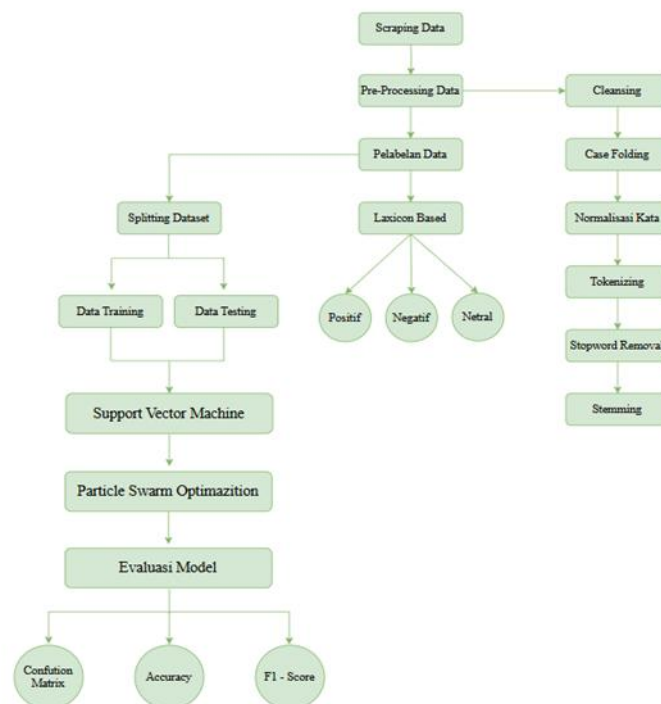 Scraping Data
Pre-Processing Data
Cleansing
Pelabelan Data
Case Folding
Splitting Dataset
Laxicon Based
Normalisasi Kata
Tokenizing
Data Training
Data Testing
Positif
Negatif
Netral
Stopword Removal
Support Vector Machine
Stemming
Particle Swarm Optimazition
Evaluasi Model
Confution
Matrix
Accuracy
F1 - Score